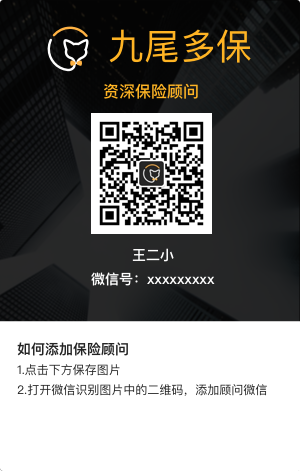 九尾多保
资深保险顾问
王二小
微信号：xxxxxxxxx
如何添加保险顾问
1.点击下方保存图片
2.打开微信识别图片中的二维码，添加顾问微信